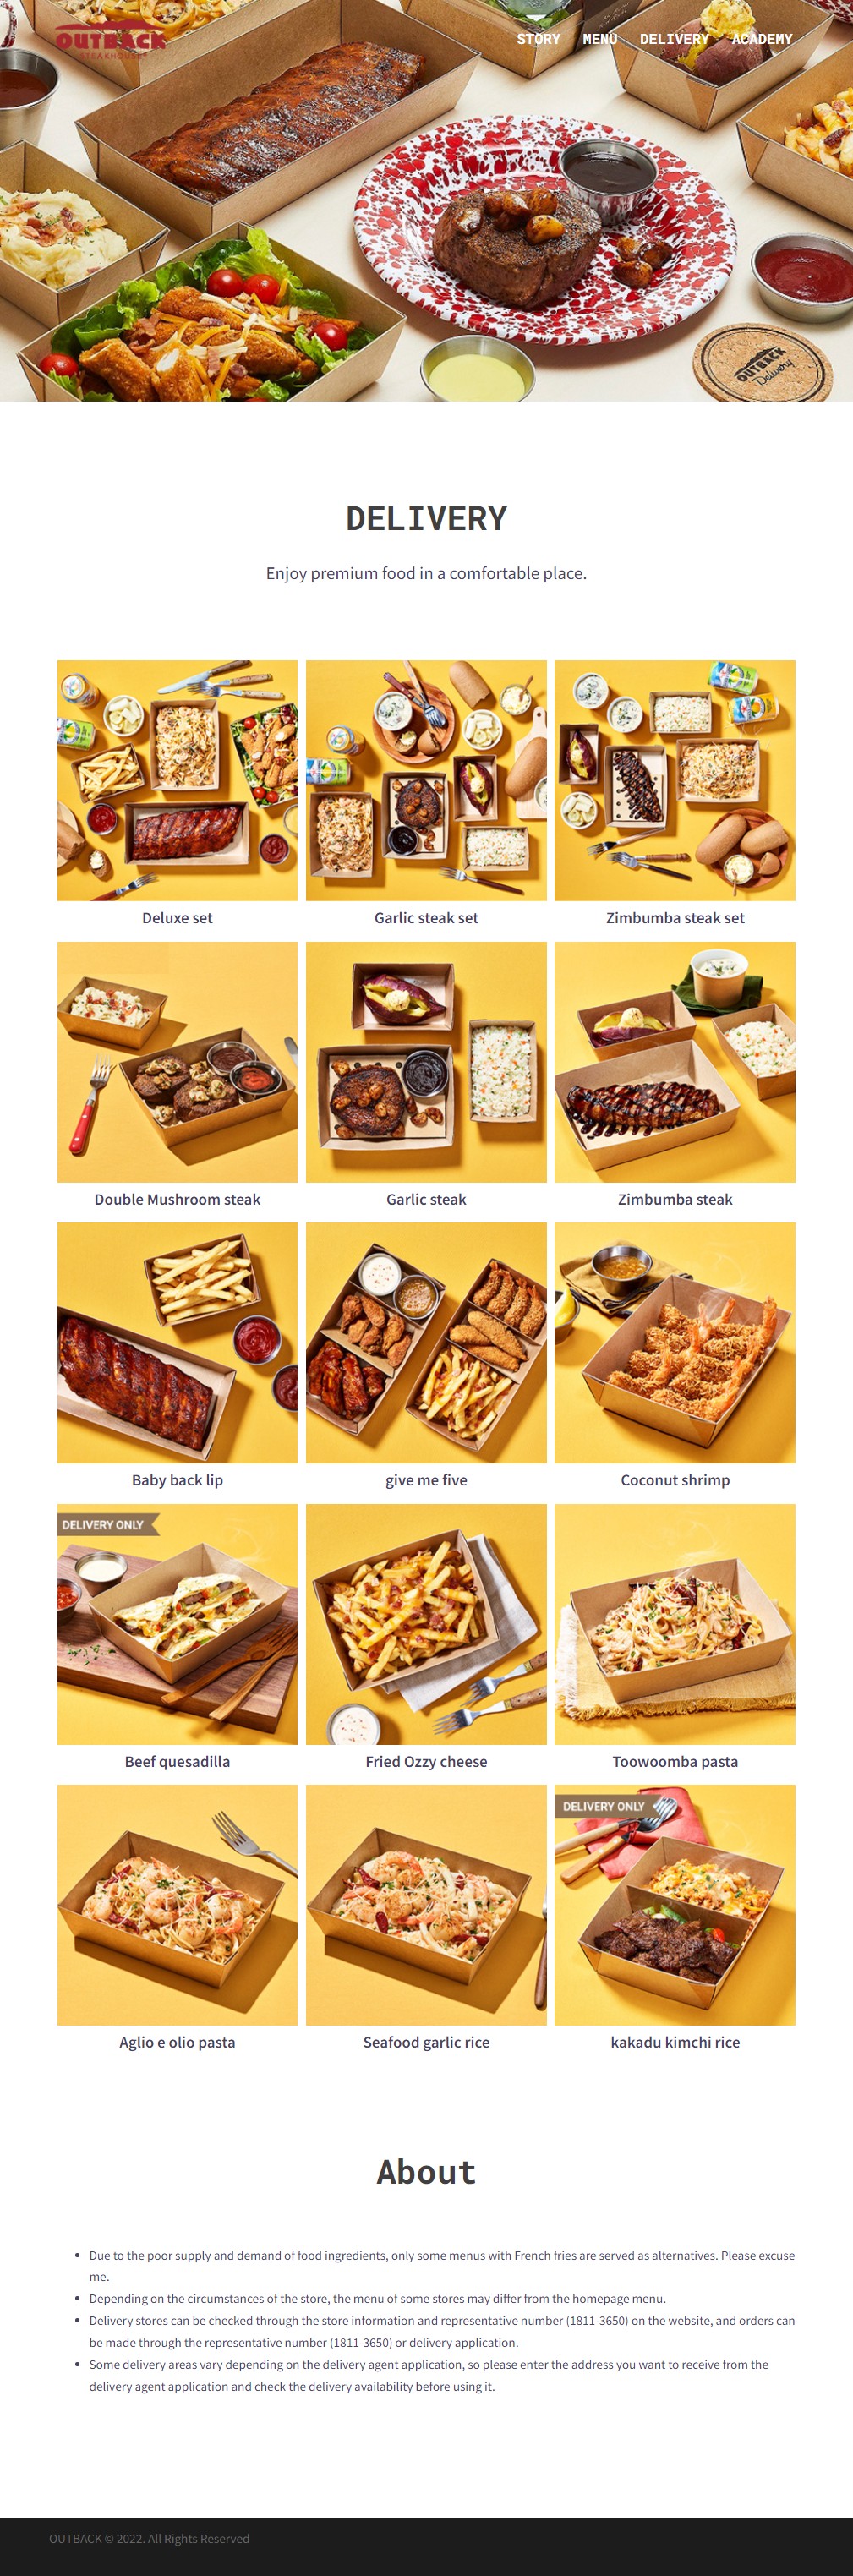 OUTBACK
STEAKHOUSE
STORY MENU DELIVERY ACADEMY
OUTBACK
Delivery
DELIVERY
Enjoy premium food in a comfortable place.
Deluxe set
Garlic steak set
Zimbumba steak set
Double Mushroom steak
Garlic steak
Zimbumba steak
Baby back lip
give me five
Coconut shrimp
DELIVERY ONLY
Beef quesadilla
Fried Ozzy cheese
Toowoomba pasta
DELIVERY ONLY
Aglio e olio pasta
Seafood garlic rice
kakadu kimchi rice
About
• Due to the poor supply and demand of food ingredients, only some menus with French fries are served as alternatives. Please excuse
me.
• Depending on the circumstances of the store, the menu of some stores may differ from the homepage menu.
• Delivery stores can be checked through the store information and representative number (1811-3650) on the website, and orders can
be made through the representative number (1811-3650) or delivery application.
• Some delivery areas vary depending on the delivery agent application, so please enter the address you want to receive from the
delivery agent application and check the delivery availability before using it.
OUTBACK © 2022. All Rights Reserved